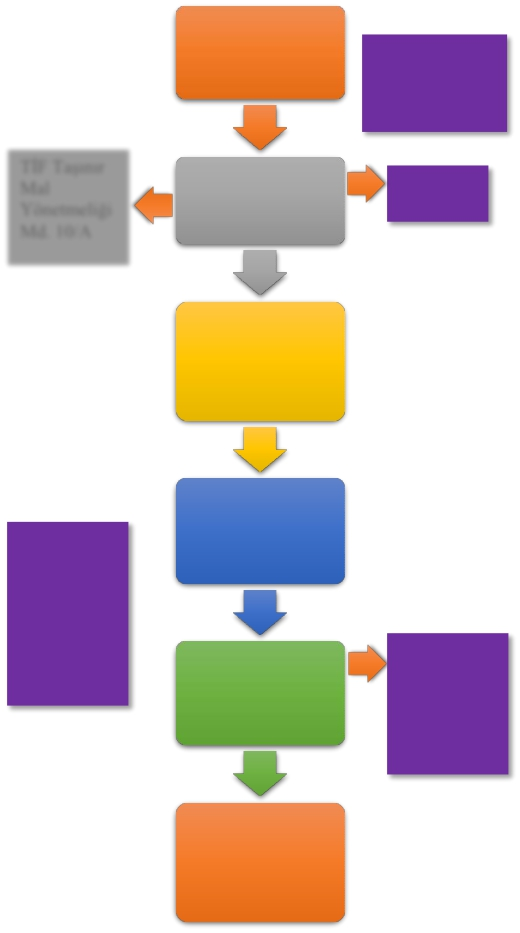 TİF Taşınır
Mal
Yönetmeliği
Md. 10/A